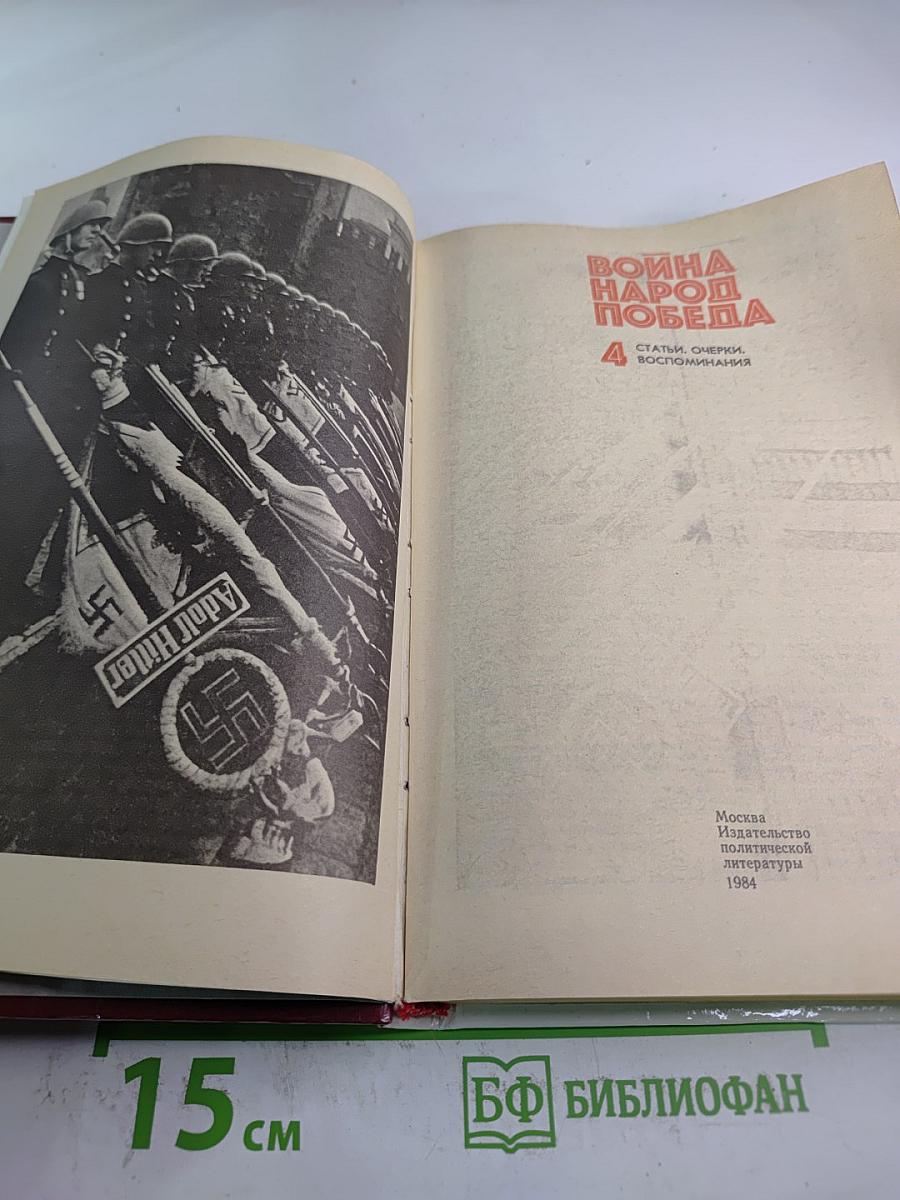 Adolf Hitler
ВОЙНА
НАРОД
ПОБЕДА
4 СТАТЬИ. ОЧЕРКИ.
ВОСПОМИНАНИЯ
Москва
Издательство
политической
литературы
1984
15 см
БФ БИБЛИОФАН